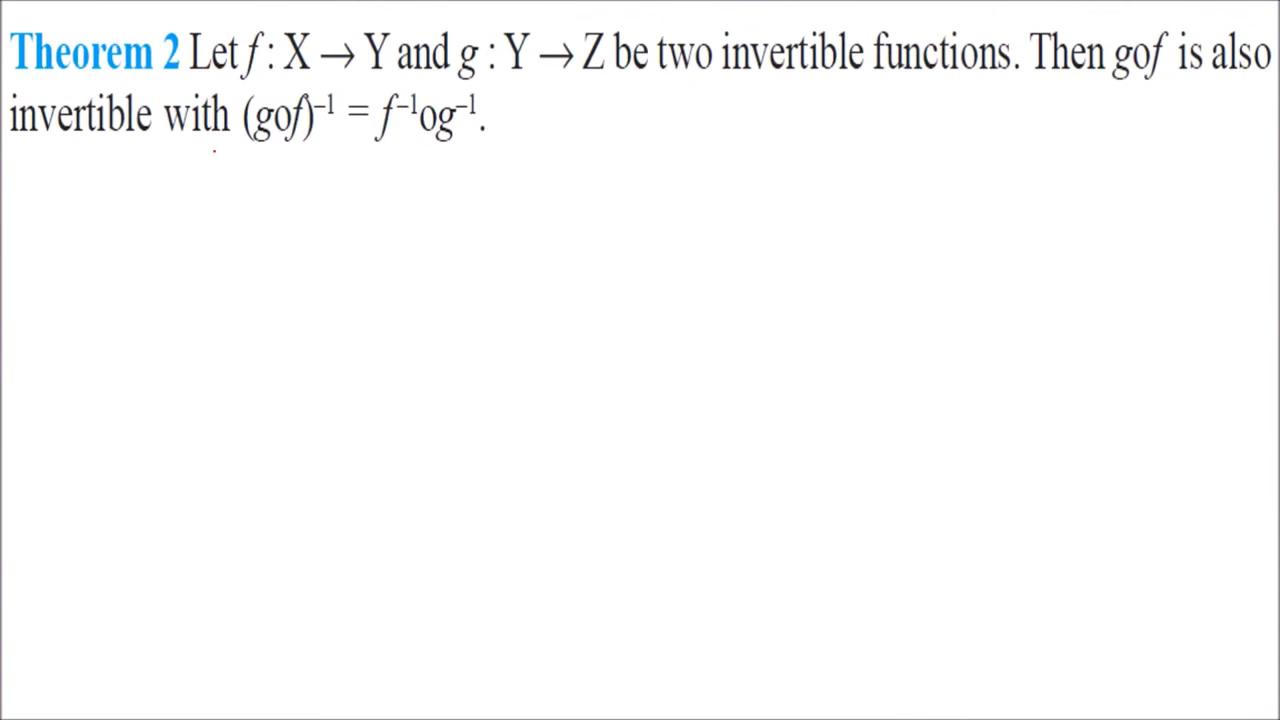 Theorem 2 Let f : X → Y and g : Y → Z be two invertible functions. Then gof is also
invertible with (gof)⁻¹ = f⁻¹og⁻¹.